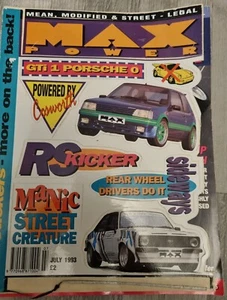 MEAN, MODIFIED & STREET - LEGAL
MAX
POWER
GTi 1 PORSCHE 0
POWERED BY
Cosworth
RS KICKER
REAR WHEEL
DRIVERS DO IT
sideways
MANiC
STREET
CREATURE
JULY 1993
£2
- more on the back!